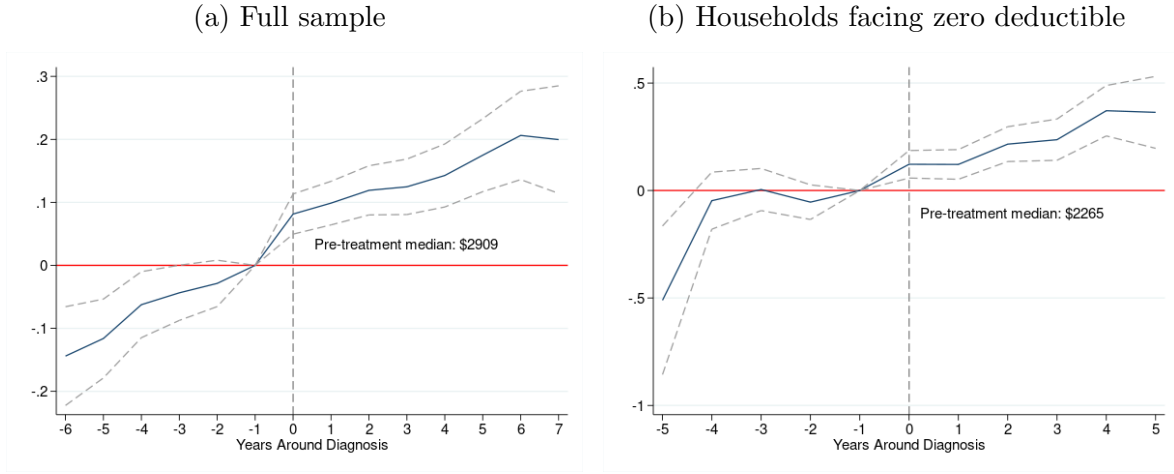 (a) Full sample
(b) Households facing zero deductible
.3
.2
.1
0
-.1
-.2
Pre-treatment median: $2909
-6 -5 -4 -3 -2 -1 0 1 2 3 4 5 6 7
Years Around Diagnosis
.5
0
-.5
-1
Pre-treatment median: $2265
-5 -4 -3 -2 -1 0 1 2 3 4 5
Years Around Diagnosis